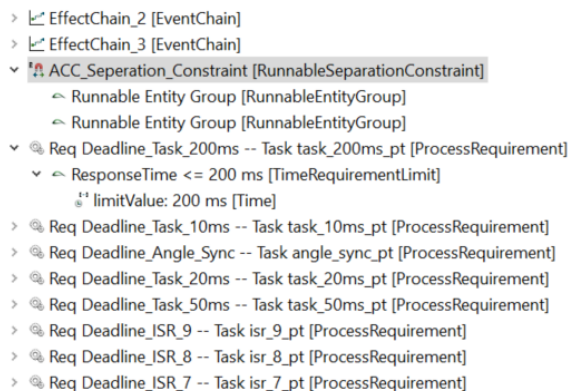 EffectChain_2 [EventChain]
EffectChain_3 [EventChain]
ACC_Seperation_Constraint [RunnableSeparationConstraint]
Runnable Entity Group [RunnableEntityGroup]
Runnable Entity Group [RunnableEntityGroup]
Req Deadline_Task_200ms -- Task task_200ms_pt [ProcessRequirement]
ResponseTime <= 200 ms [TimeRequirementLimit]
limitValue: 200 ms [Time]
Req Deadline_Task_10ms -- Task task_10ms_pt [ProcessRequirement]
Req Deadline_Angle_Sync -- Task angle_sync_pt [ProcessRequirement]
Req Deadline_Task_20ms -- Task task_20ms_pt [ProcessRequirement]
Req Deadline_Task_50ms -- Task task_50ms_pt [ProcessRequirement]
Req Deadline_ISR_9 -- Task isr_9_pt [ProcessRequirement]
Req Deadline_ISR_8 -- Task isr_8_pt [ProcessRequirement]
Req Deadline_ISR_7 -- Task isr_7_pt [ProcessRequirement]